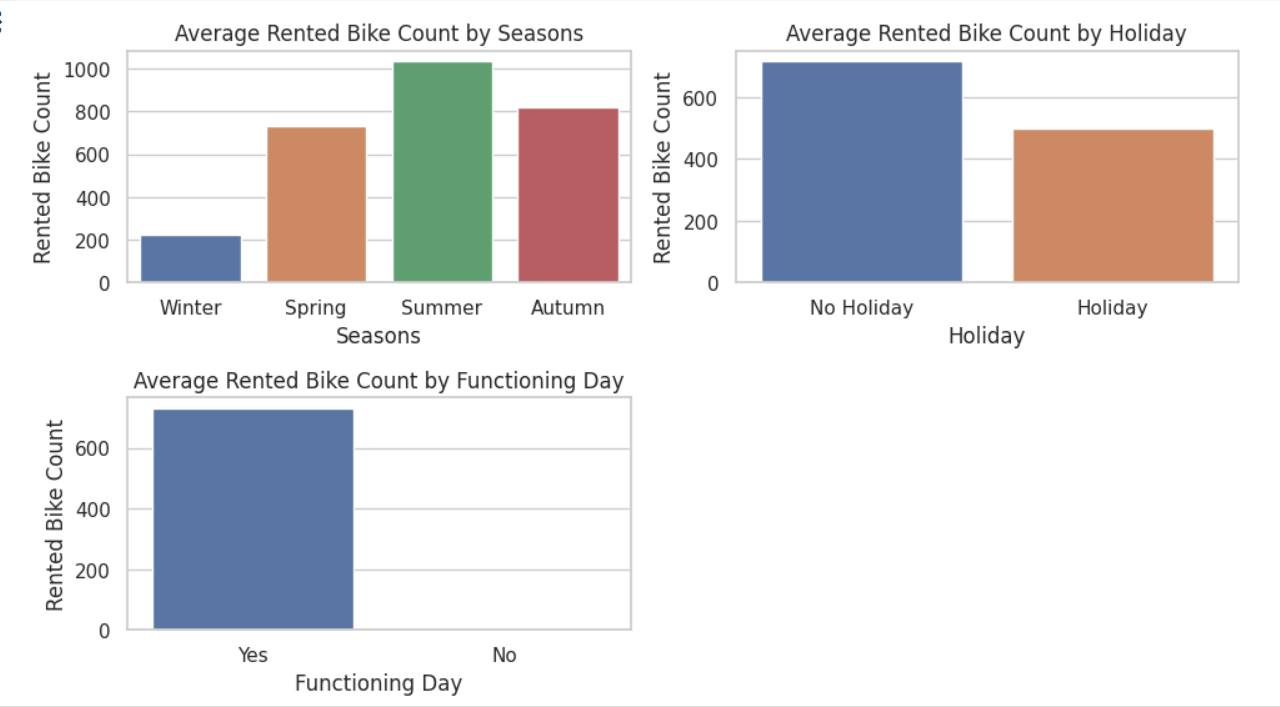 Average Rented Bike Count by Seasons
Rented Bike Count
1000
800
600
400
200
0
Winter Spring Summer Autumn
Seasons
Average Rented Bike Count by Holiday
Rented Bike Count
600
400
200
0
No Holiday Holiday
Holiday
Average Rented Bike Count by Functioning Day
Rented Bike Count
600
400
200
0
Yes No
Functioning Day